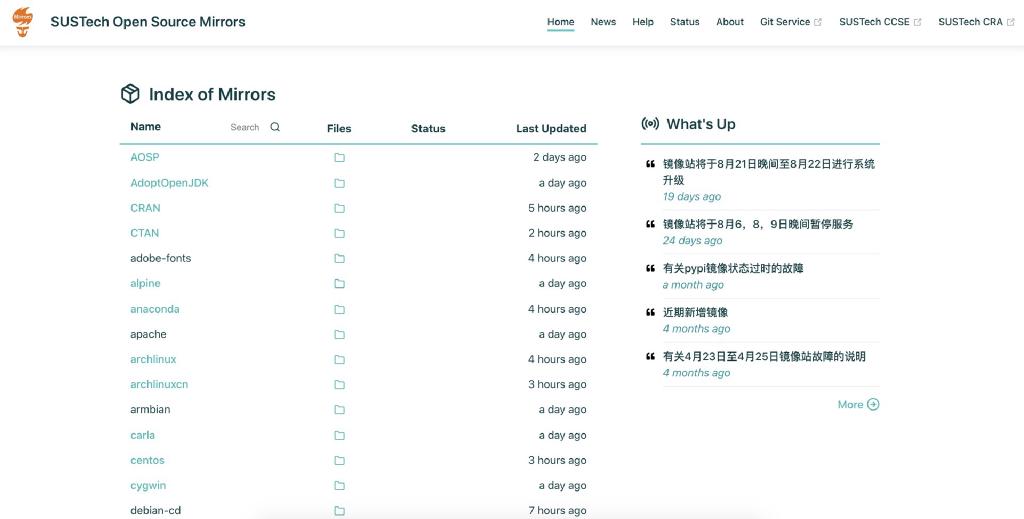 SUSTech Open Source Mirrors
Home News Help Status About Git Service SUSTech CCSE SUSTech CRA
Index of Mirrors
Name Search Files Status Last Updated
AOSP 2 days ago
AdoptOpenJDK a day ago
CRAN 5 hours ago
CTAN 2 hours ago
adobe-fonts 4 hours ago
alpine a day ago
anaconda 4 hours ago
apache a day ago
archlinux 4 hours ago
archlinuxcn 3 hours ago
armbian a day ago
carla a day ago
centos 3 hours ago
cygwin a day ago
debian-cd 7 hours ago
What's Up
镜像站将于8月21日晚间至8月22日进行系统
升级
19 days ago
镜像站将于8月6，8，9日晚间暂停服务
24 days ago
有关pypi镜像状态过时的故障
a month ago
近期新增镜像
4 months ago
有关4月23日至4月25日镜像站故障的说明
4 months ago
More